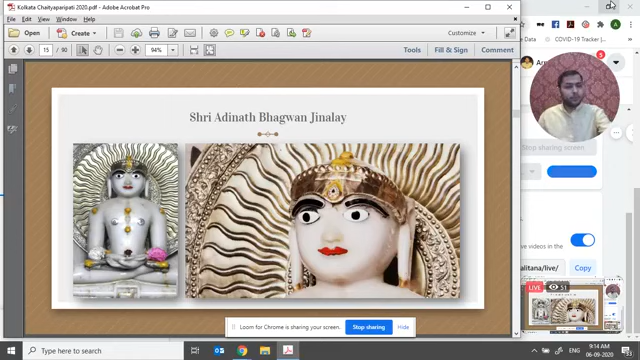 Kolkata Chaityaparipati 2020.pdf - Adobe Acrobat Pro
File Edit View Window Help
Open Create Customize
15 / 90 94% Tools Fill & Sign Comment
Shri Adinath Bhagwan Jinalay
COVID-19 Tracker
Stop sharing screen
videos in the
alitana/live/ Copy
LIVE 51
Loom for Chrome is sharing your screen. Stop sharing Hide
Type here to search
ENG 9:14 AM
06-09-2020